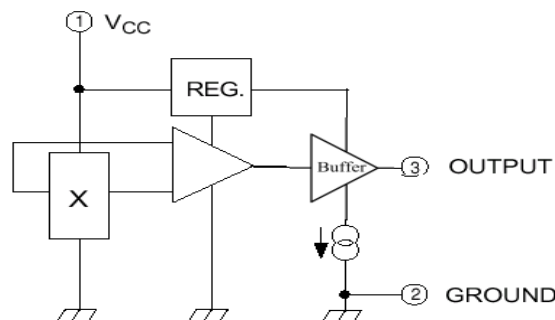 1 VCC
REG.
X
Buffer
3 OUTPUT
2 GROUND